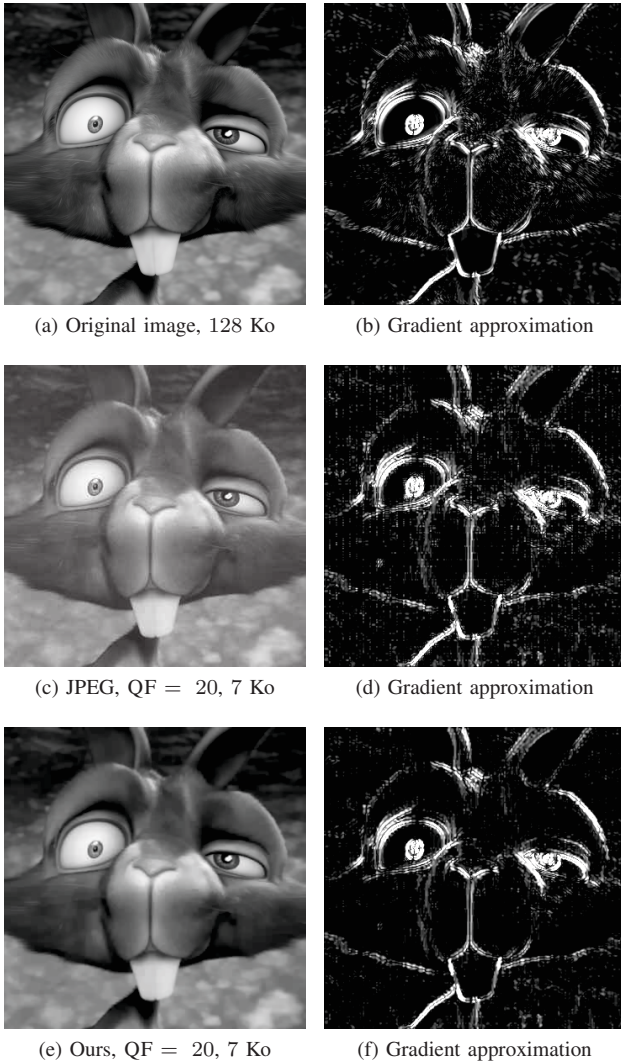 (a) Original image, 128 Ko
(b) Gradient approximation
(c) JPEG, QF = 20, 7 Ko
(d) Gradient approximation
(e) Ours, QF = 20, 7 Ko
(f) Gradient approximation